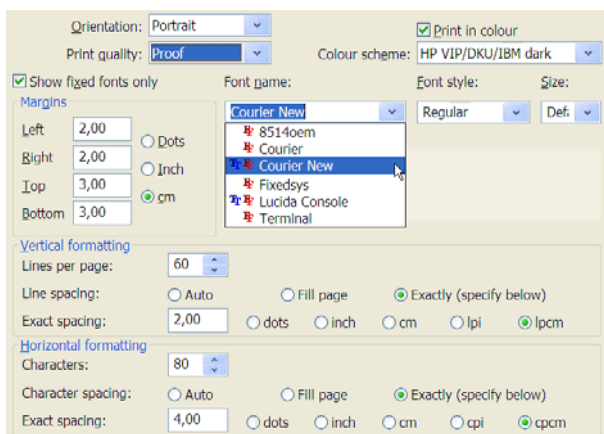 Orientation: Portrait
Print in colour
Print quality: Proof Colour scheme: HP VIP/DKU/IBM dark
Show fixed fonts only Font name: Font style: Size:
Margins
Courier New Regular Defa
Left 2,00
Right 2,00
Top 3,00
Bottom 3,00
Dots
Inch
cm
8514oem
Courier
Courier New
Fixedsys
Lucida Console
Terminal
Vertical formatting
Lines per page: 60
Line spacing: Auto Fill page Exactly (specify below)
Exact spacing: 2,00 dots inch cm lpi lpcm
Horizontal formatting
Characters: 80
Character spacing: Auto Fill page Exactly (specify below)
Exact spacing: 4,00 dots inch cm cpi cpcm